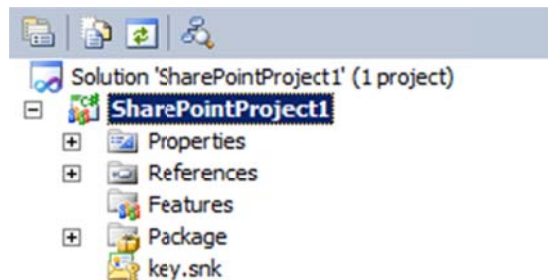 Solution 'SharePointProject1' (1 project)
SharePointProject1
Properties
References
Features
Package
key.snk